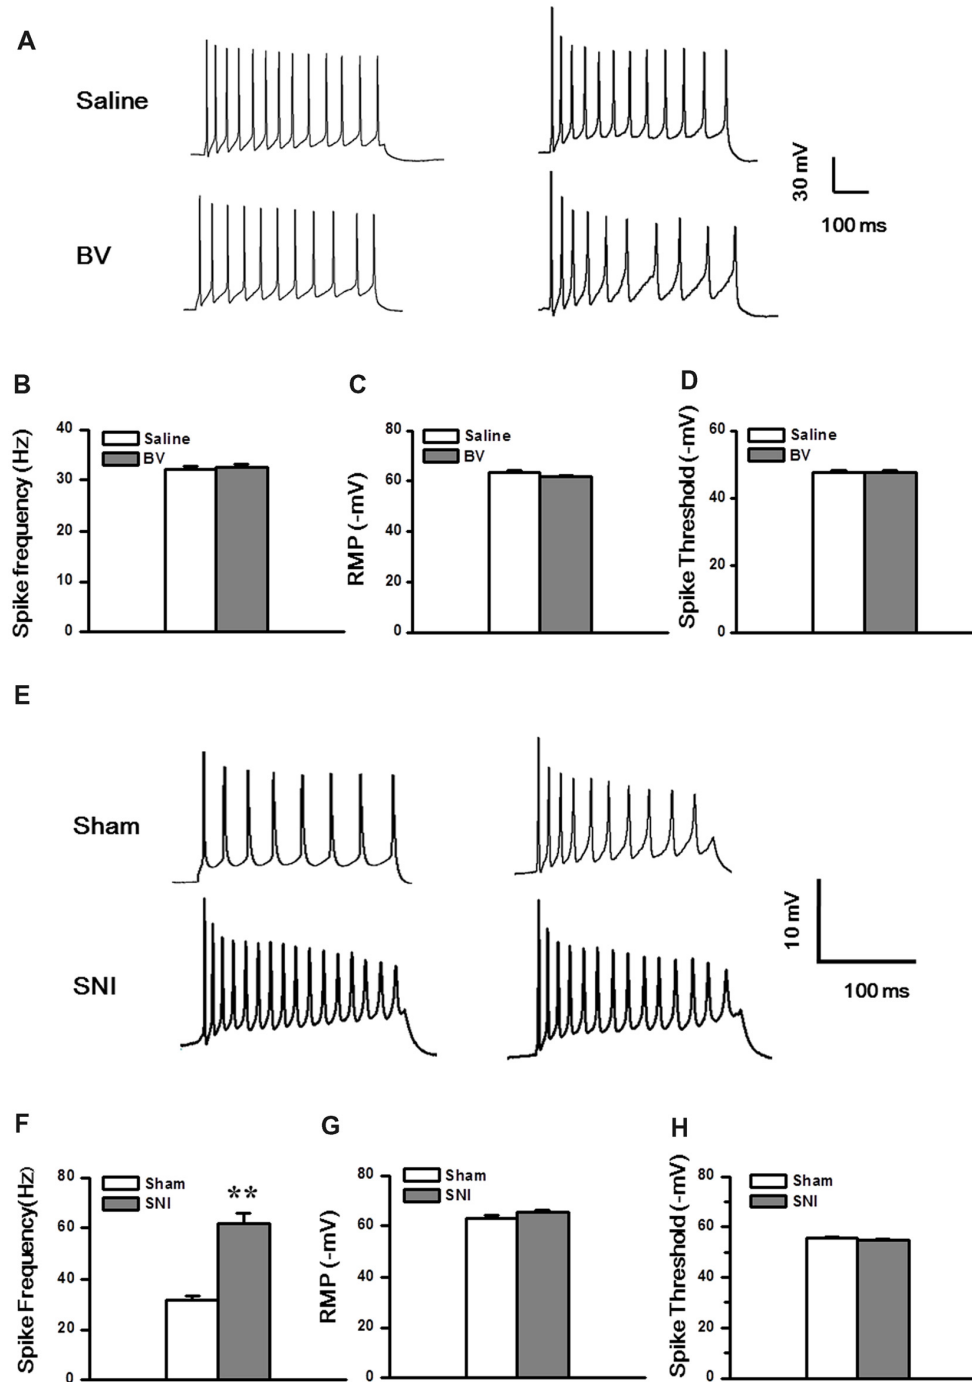 A
Saline
BV
30 mV
100 ms
B
Spike frequency (Hz)
40
30
20
10
0
Saline
BV
C
RMP (-mV)
80
60
40
20
0
Saline
BV
D
Spike Threshold (-mV)
60
40
20
0
Saline
BV
E
Sham
SNI
10 mV
100 ms
F
Spike Frequency(Hz)
80
60
40
20
0
Sham
SNI
**
G
RMP (-mV)
80
60
40
20
0
Sham
SNI
H
Spike Threshold (-mV)
80
60
40
20
0
Sham
SNI